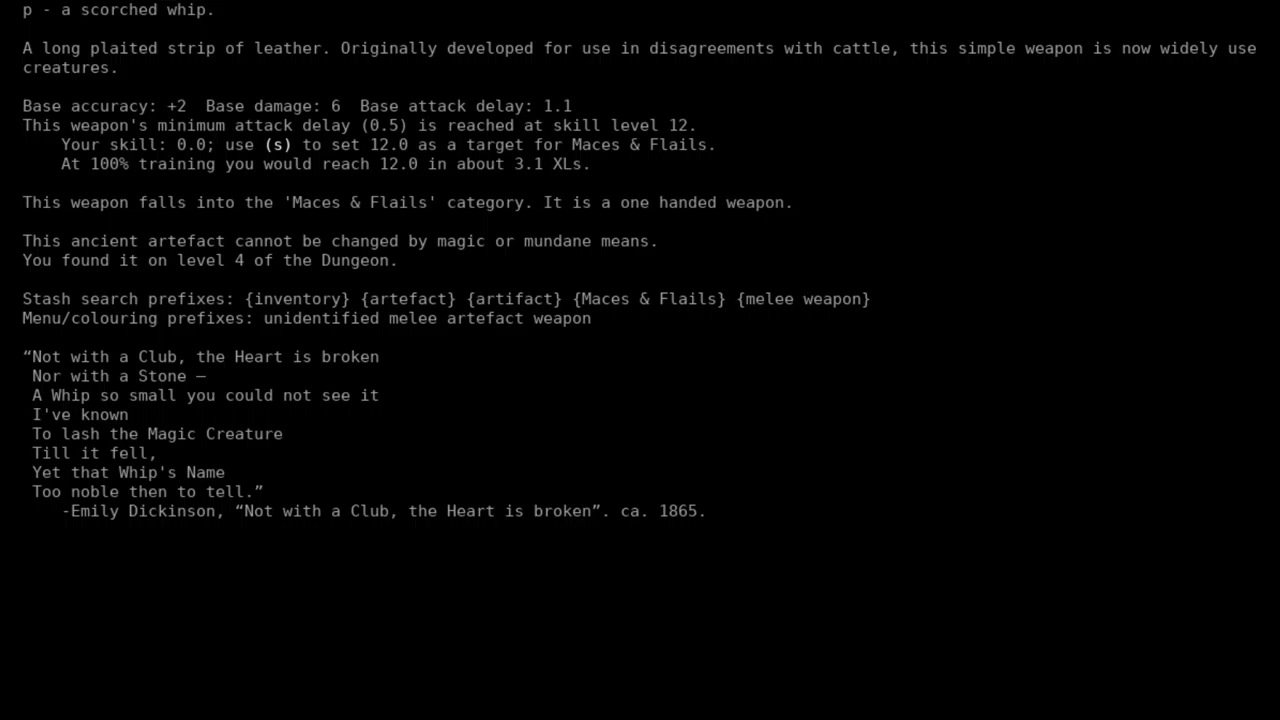 p - a scorched whip.
A long plaited strip of leather. Originally developed for use in disagreements with cattle, this simple weapon is now widely use
creatures.
Base accuracy: +2  Base damage: 6  Base attack delay: 1.1
This weapon's minimum attack delay (0.5) is reached at skill level 12.
Your skill: 0.0; use (s) to set 12.0 as a target for Maces & Flails.
At 100% training you would reach 12.0 in about 3.1 XLs.
This weapon falls into the 'Maces & Flails' category. It is a one handed weapon.
This ancient artefact cannot be changed by magic or mundane means.
You found it on level 4 of the Dungeon.
Stash search prefixes: {inventory} {artefact} {artifact} {Maces & Flails} {melee weapon}
Menu/colouring prefixes: unidentified melee artefact weapon
“Not with a Club, the Heart is broken
Nor with a Stone —
A Whip so small you could not see it
I've known
To lash the Magic Creature
Till it fell,
Yet that Whip's Name
Too noble then to tell.”
-Emily Dickinson, “Not with a Club, the Heart is broken”. ca. 1865.